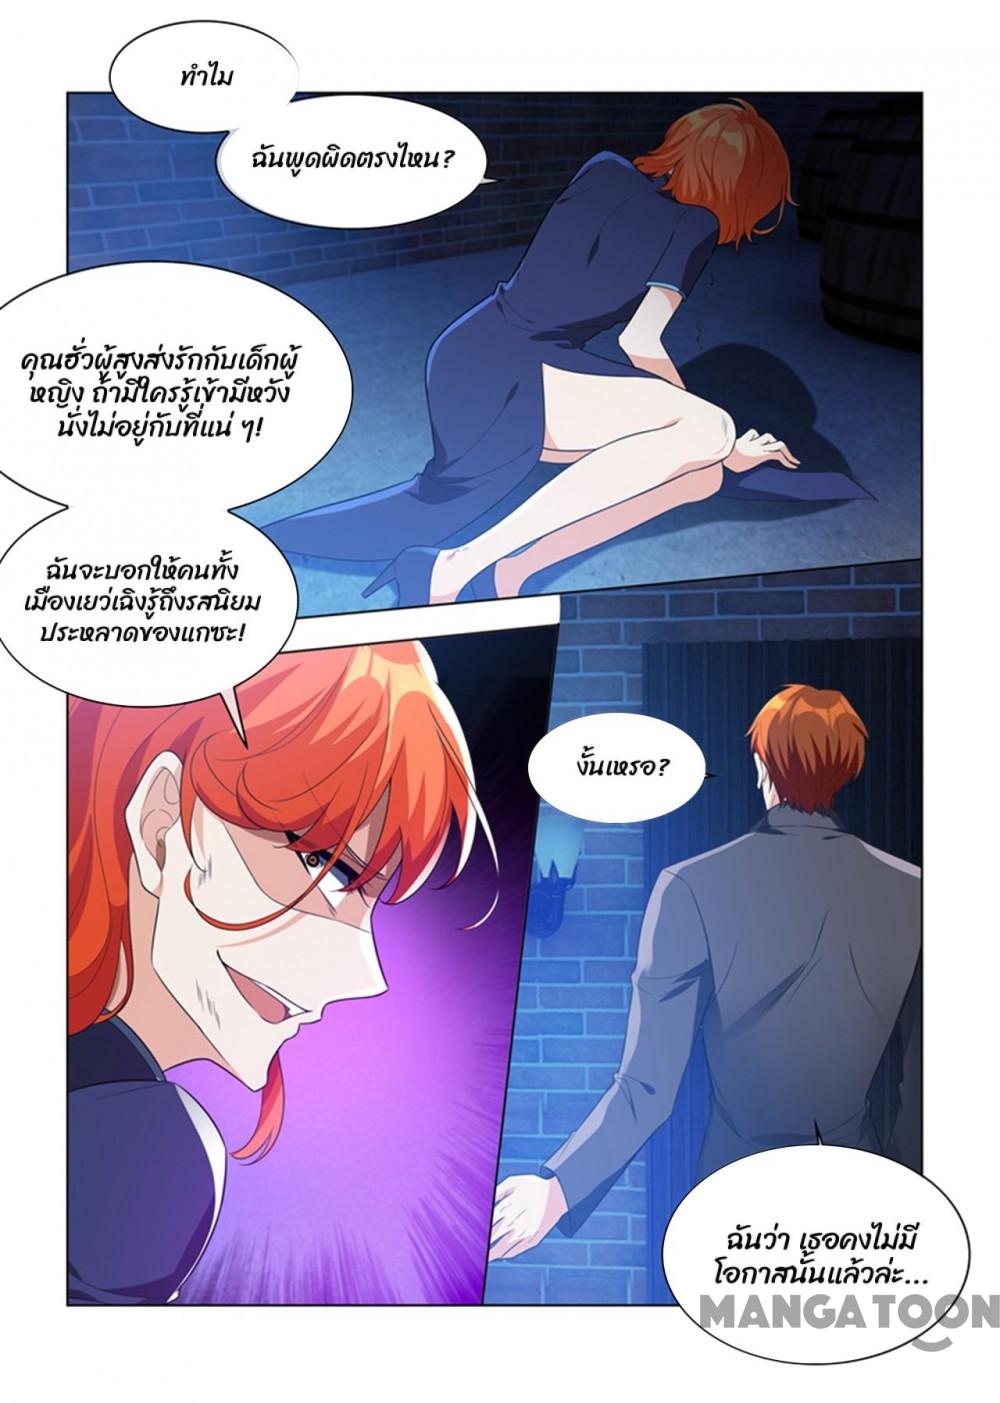 ทำไม
ฉันพูดผิดตรงไหน?
คุณฮั่วผู้สูงส่งรักกับเด็กผู้
หญิง ถ้ามีใครรู้เข้ามีหวัง
นั่งไม่อยู่กับที่แน่ ๆ!
ฉันจะบอกให้คนทั้ง
เมืองเยว่เฉิงรู้ถึงรสนิยม
ประหลาดของแกซะ!
งั้นเหรอ?
ฉันว่า เธอคงไม่มี
โอกาสนั้นแล้วล่ะ...
MANGATOON